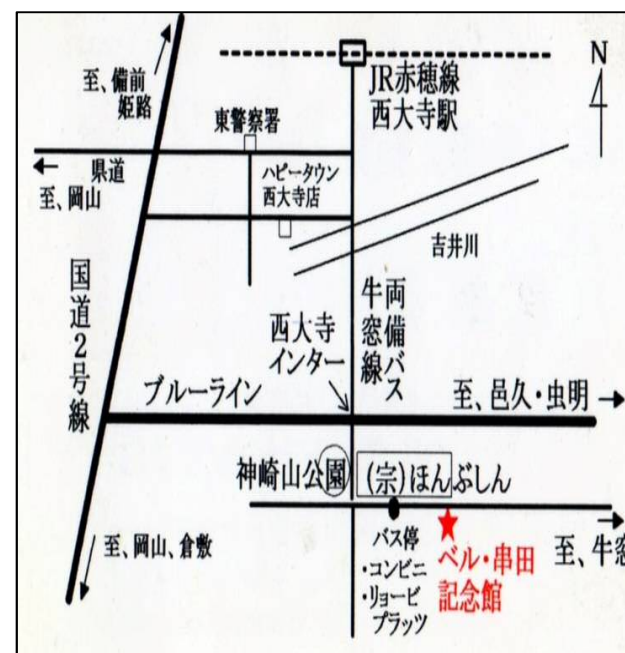 至、備前
姫路
JR赤穂線
西大寺駅
N
東警察署
県道
至、岡山
ハピータウン
西大寺店
吉井川
国道2号線
両備バス
牛窓線
西大寺
インター
ブルーライン
至、邑久・虫明
神崎山公園
(宗)ほんぶしん
至、岡山、倉敷
バス停
・コンビニ
・リョービ
プラッツ
ベル・串田
記念館
至、牛窓